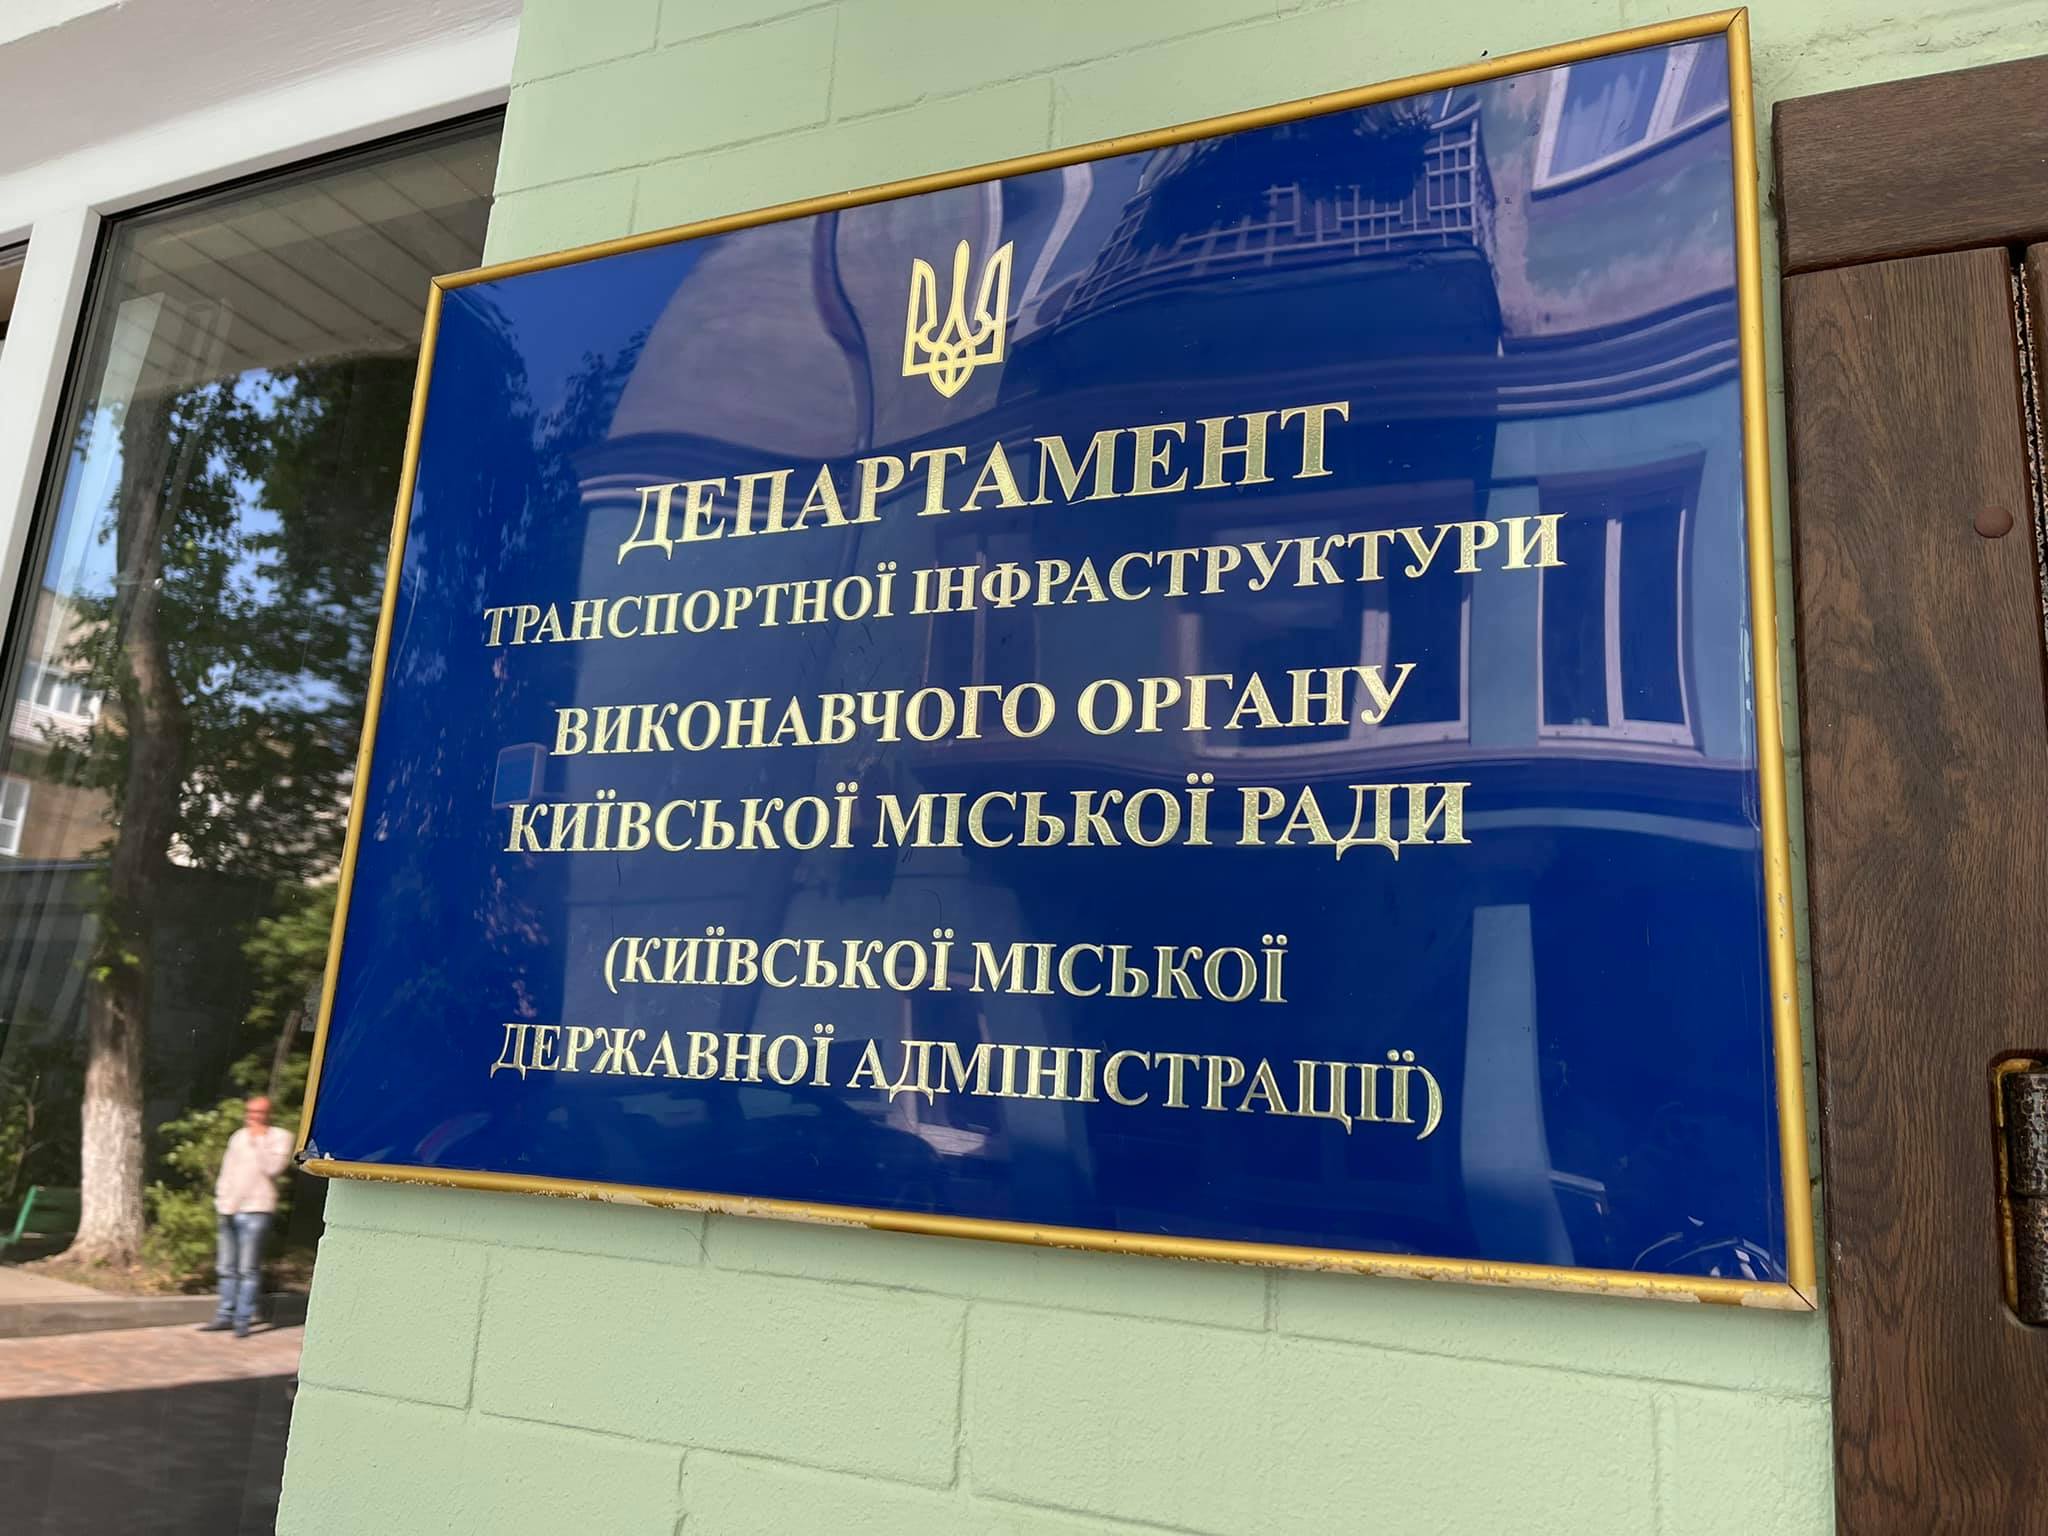 ДЕПАРТАМЕНТ
ТРАНСПОРТНОЇ ІНФРАСТРУКТУРИ
ВИКОНАВЧОГО ОРГАНУ
КИЇВСЬКОЇ МІСЬКОЇ РАДИ
(КИЇВСЬКОЇ МІСЬКОЇ
ДЕРЖАВНОЇ АДМІНІСТРАЦІЇ)